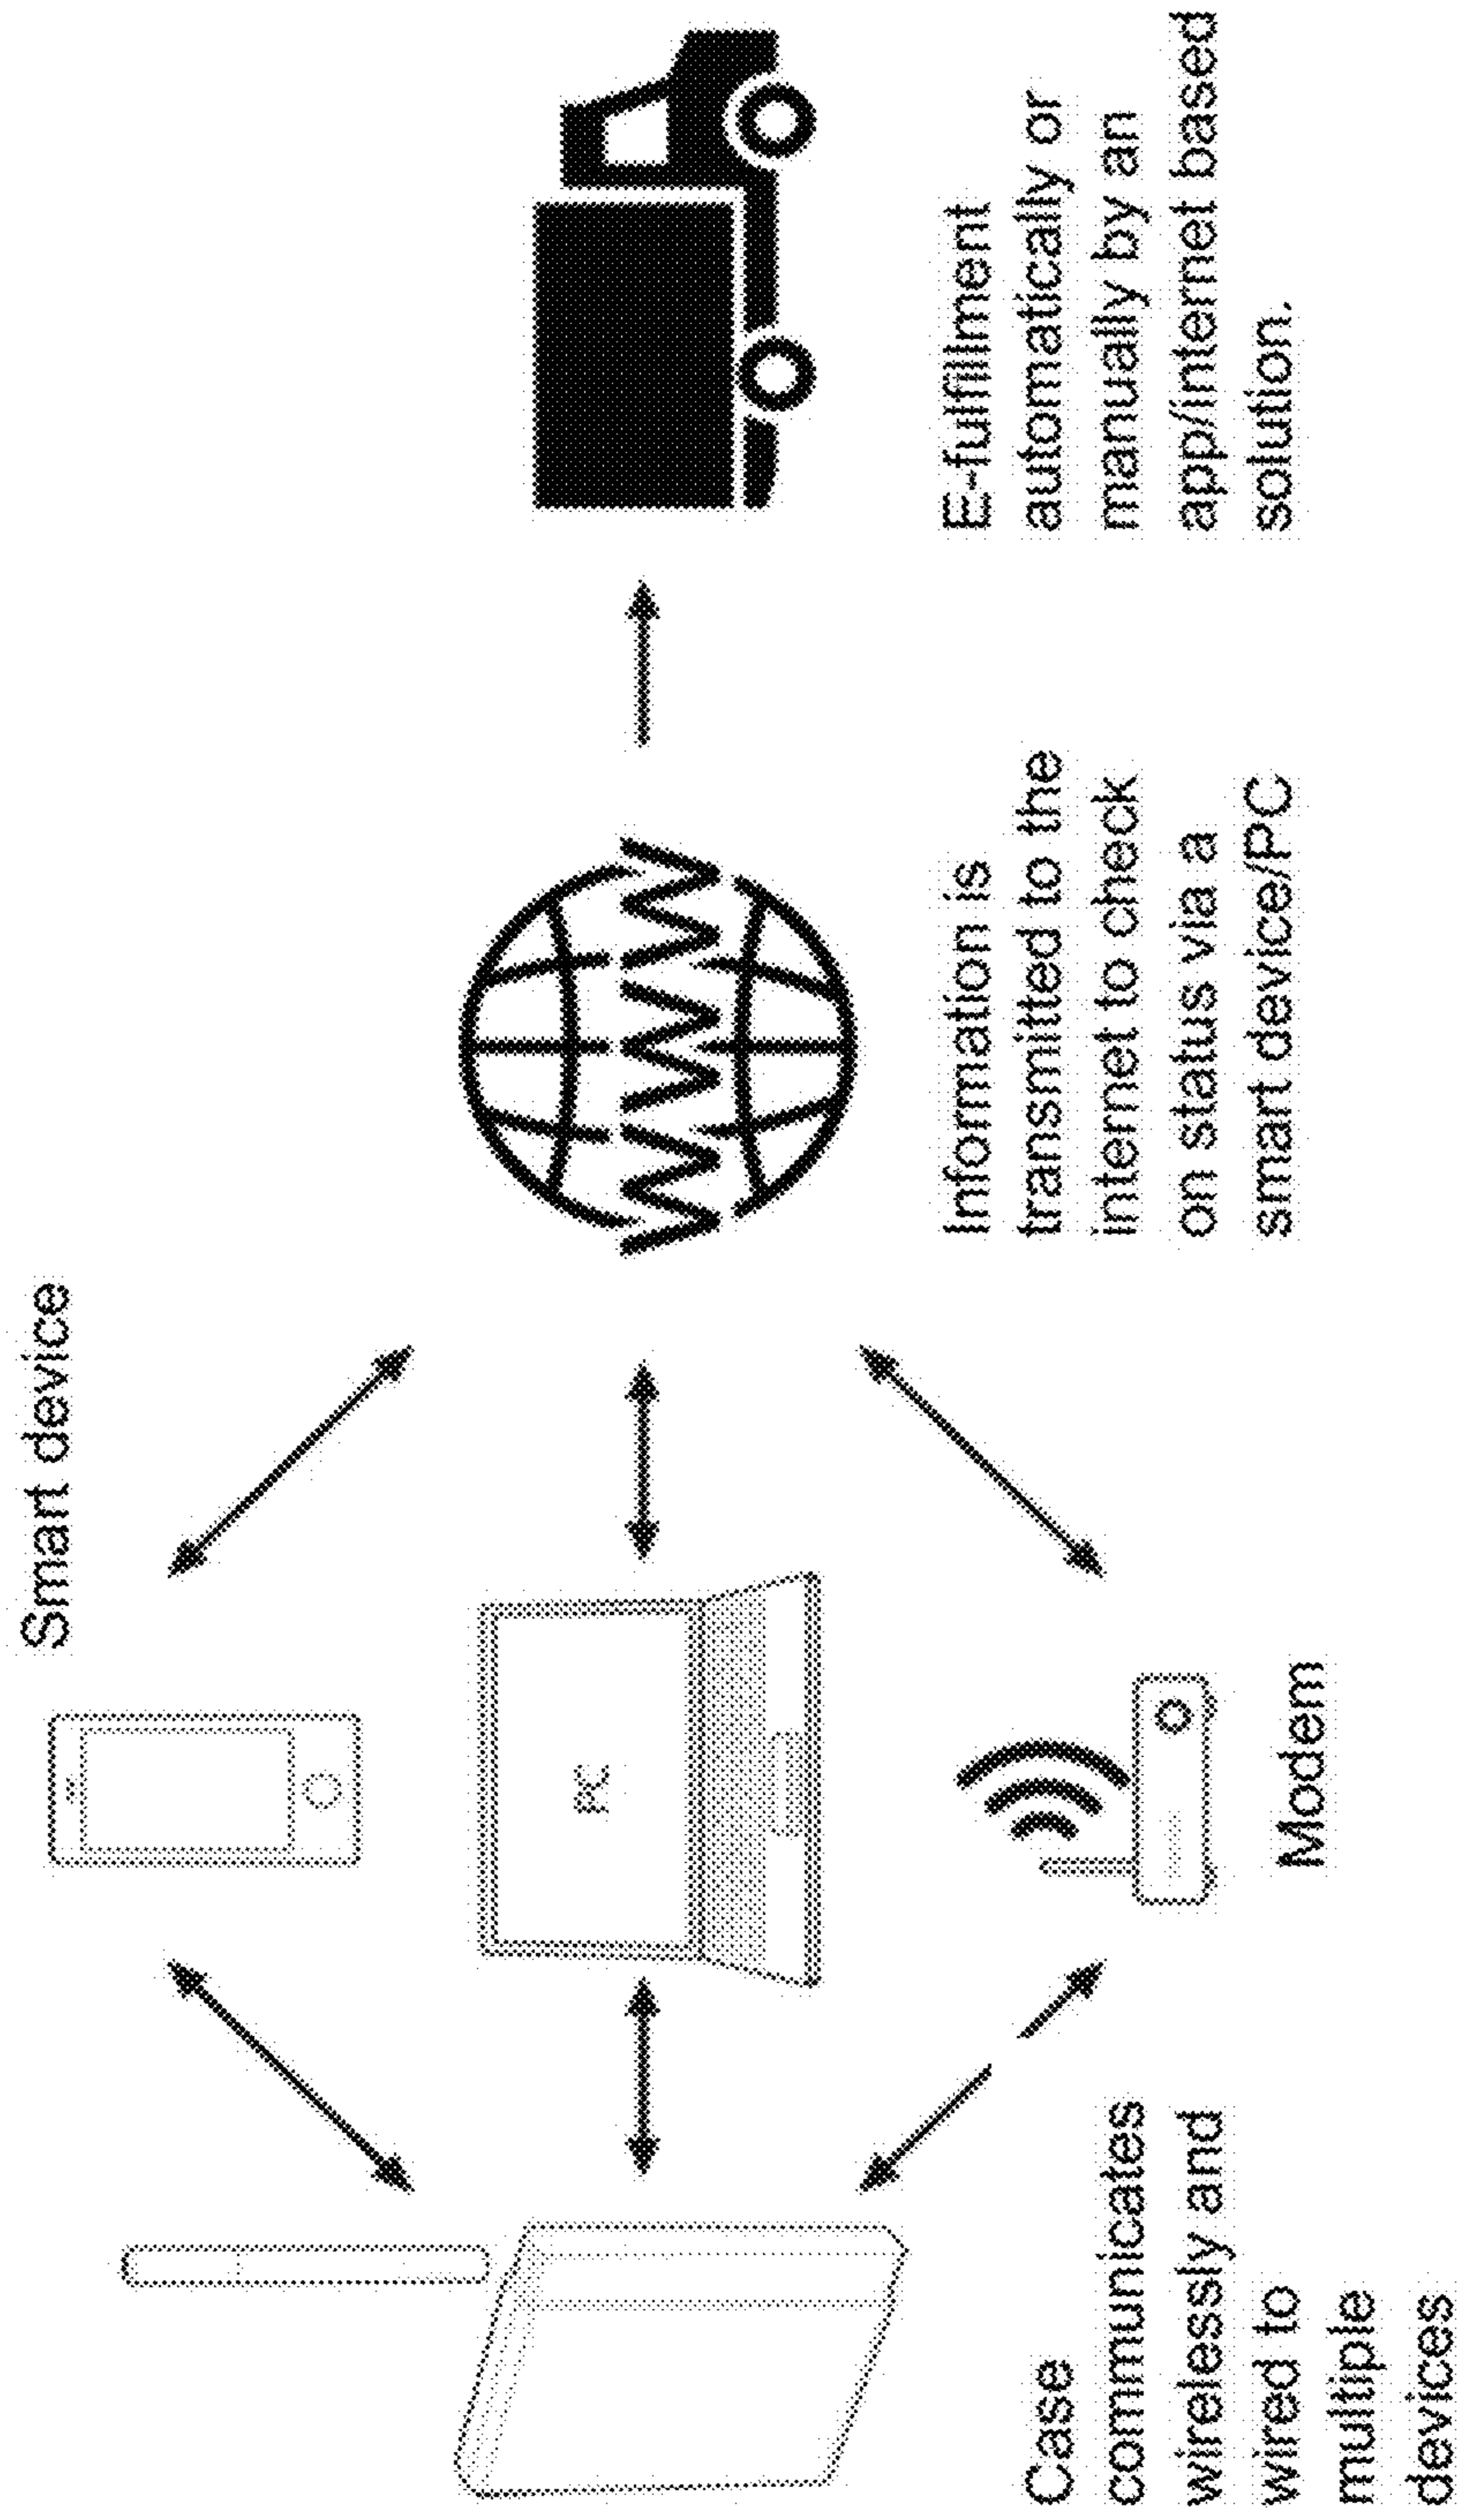 Smart device
PC
Modem
WWW
Case
communicates
wirelessly and
wired to
multiple
devices
Information is
transmitted to the
internet to check
on status via a
smart device/PC
E-fulfillment
automatically or
manually by an
app/internet based
solution.